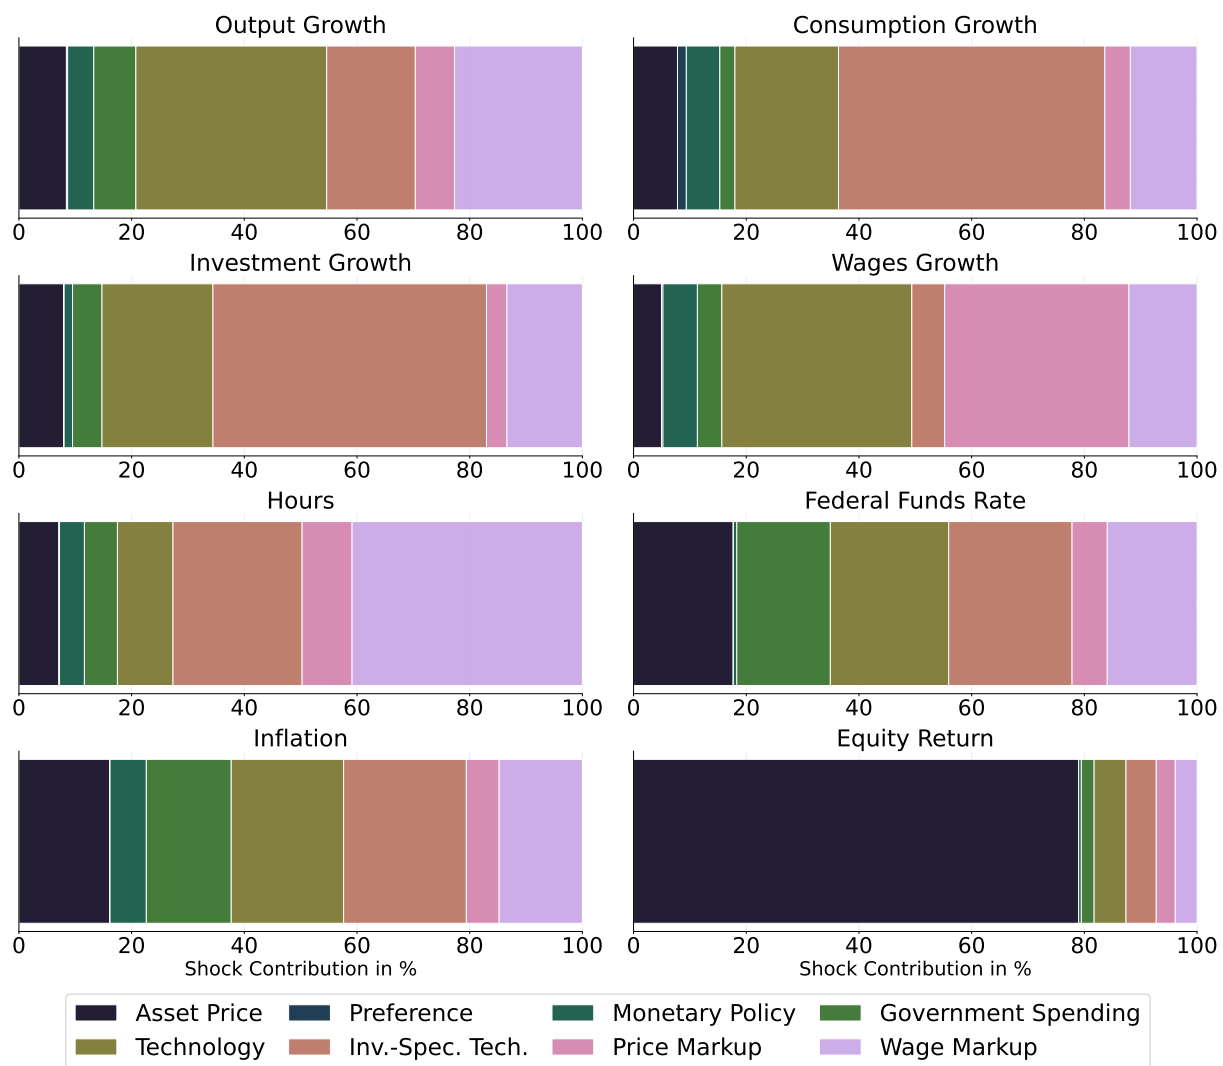 Output Growth
Consumption Growth
0 20 40 60 80 100
0 20 40 60 80 100
Investment Growth
Wages Growth
0 20 40 60 80 100
0 20 40 60 80 100
Hours
Federal Funds Rate
0 20 40 60 80 100
0 20 40 60 80 100
Inflation
Equity Return
0 20 40 60 80 100
0 20 40 60 80 100
Shock Contribution in %
Shock Contribution in %
Asset Price Preference Monetary Policy Government Spending
Technology Inv.-Spec. Tech. Price Markup Wage Markup